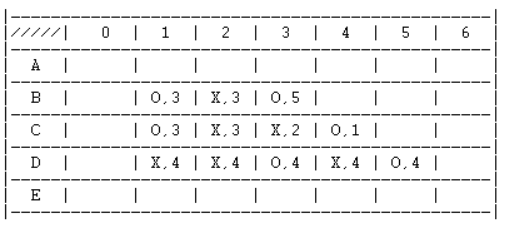 /////| 0 | 1 | 2 | 3 | 4 | 5 | 6
A | | | | | | |
B | | O,3 | X,3 | O,5 | | |
C | | O,3 | X,3 | X,2 | O,1 | |
D | | X,4 | X,4 | O,4 | X,4 | O,4 |
E | | | | | | |